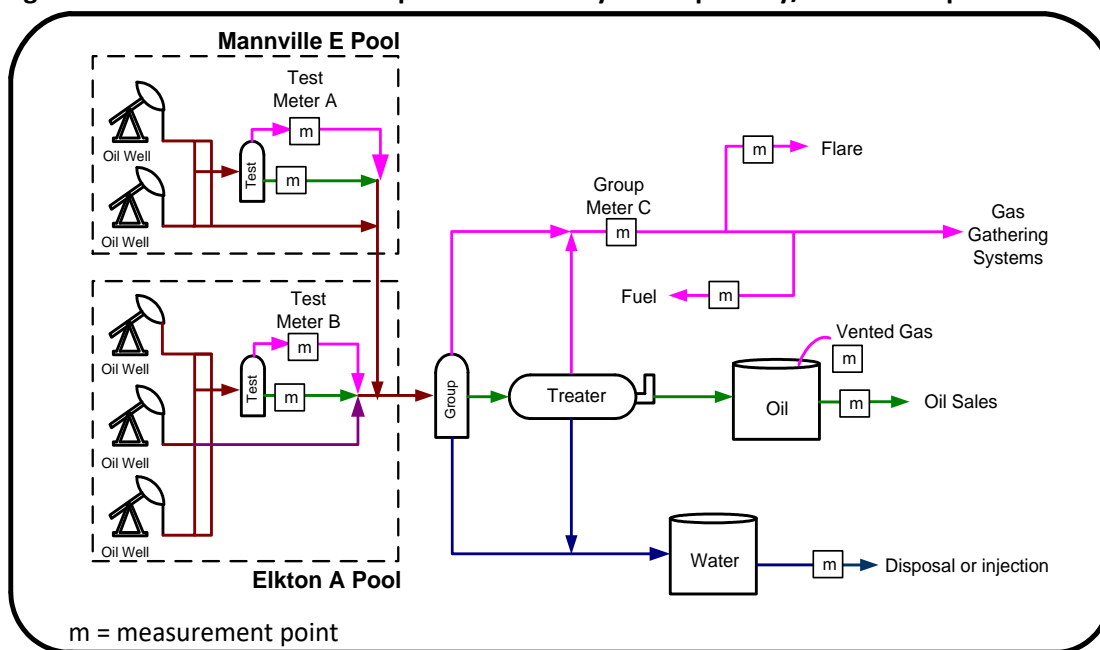 Mannville E Pool
Test
Meter A
m
Oil Well
Test
m
Oil Well
Test
Meter B
m
Oil Well
Test
m
Oil Well
Oil Well
Elkton A Pool
m
Flare
Group
Meter C
m
Gas
Gathering
Systems
Fuel
m
Vented Gas
m
Group
Treater
Oil
m
Oil Sales
Water
m
Disposal or injection
m = measurement point